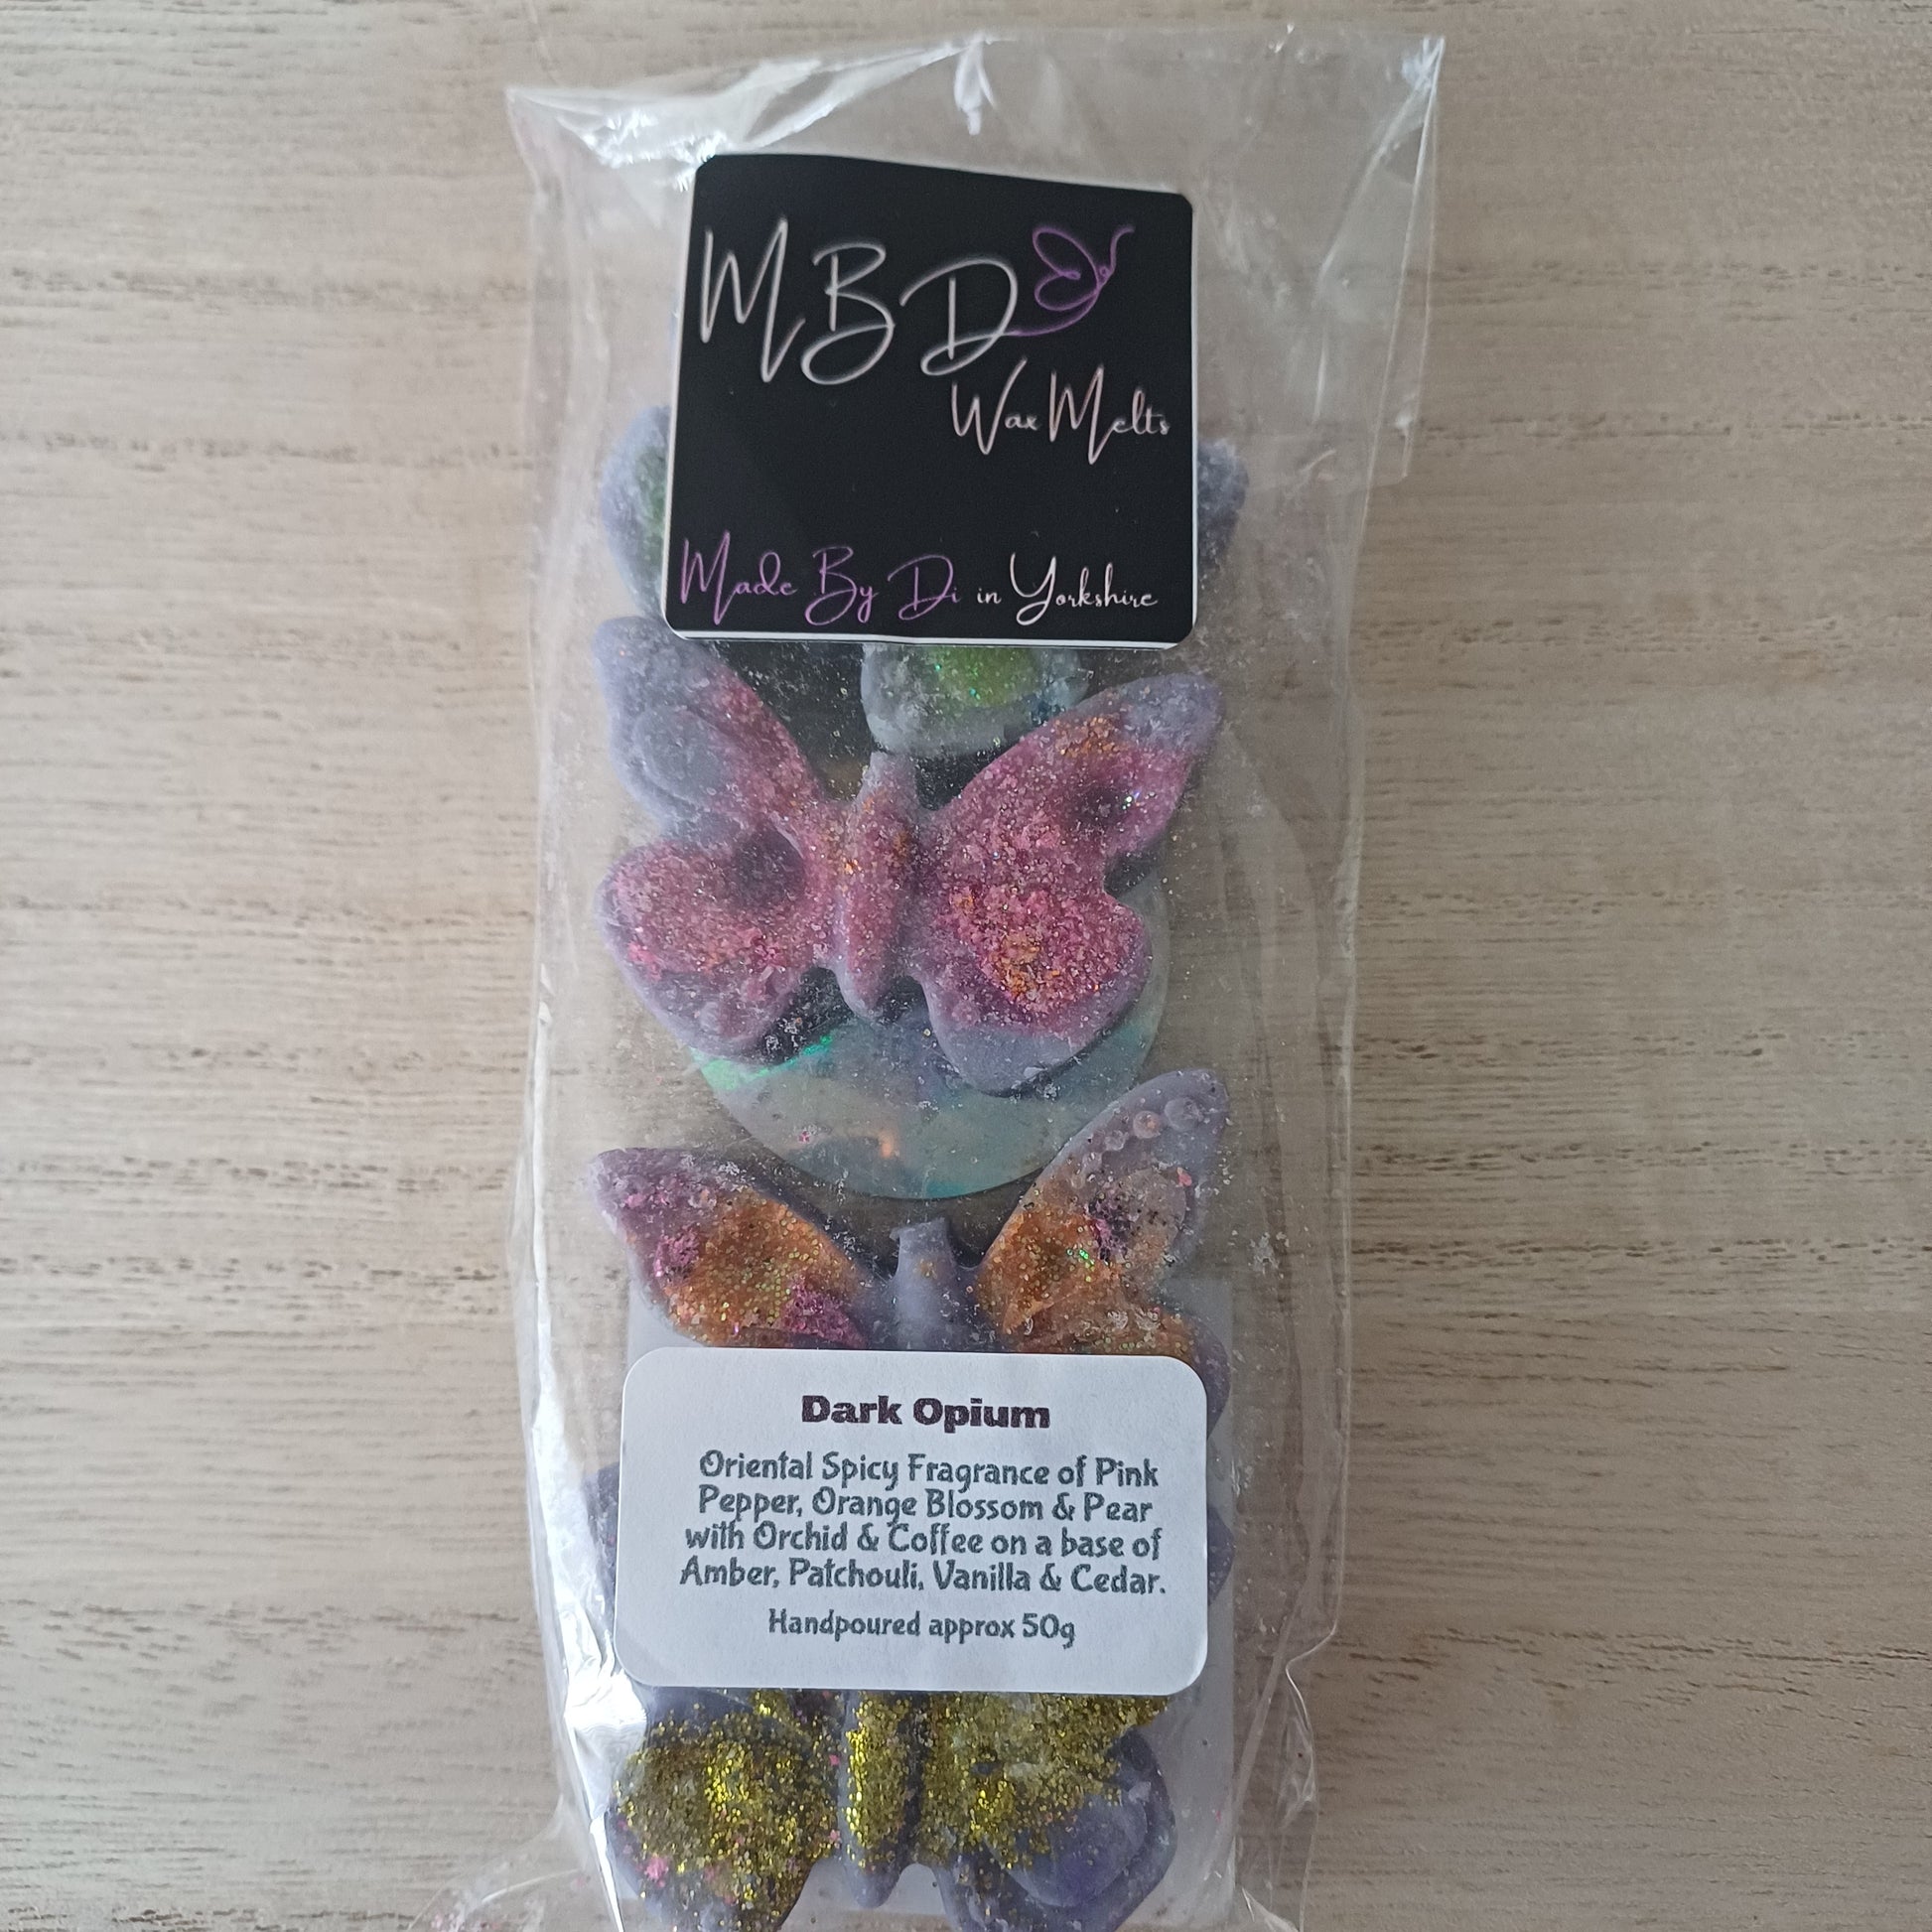 MBD
Wax Melts
Made By Di in Yorkshire
Dark Opium
Oriental Spicy Fragrance of Pink
Pepper, Orange Blossom & Pear
with Orchid & Coffee on a base of
Amber, Patchouli, Vanilla & Cedar.
Handpoured approx 50g